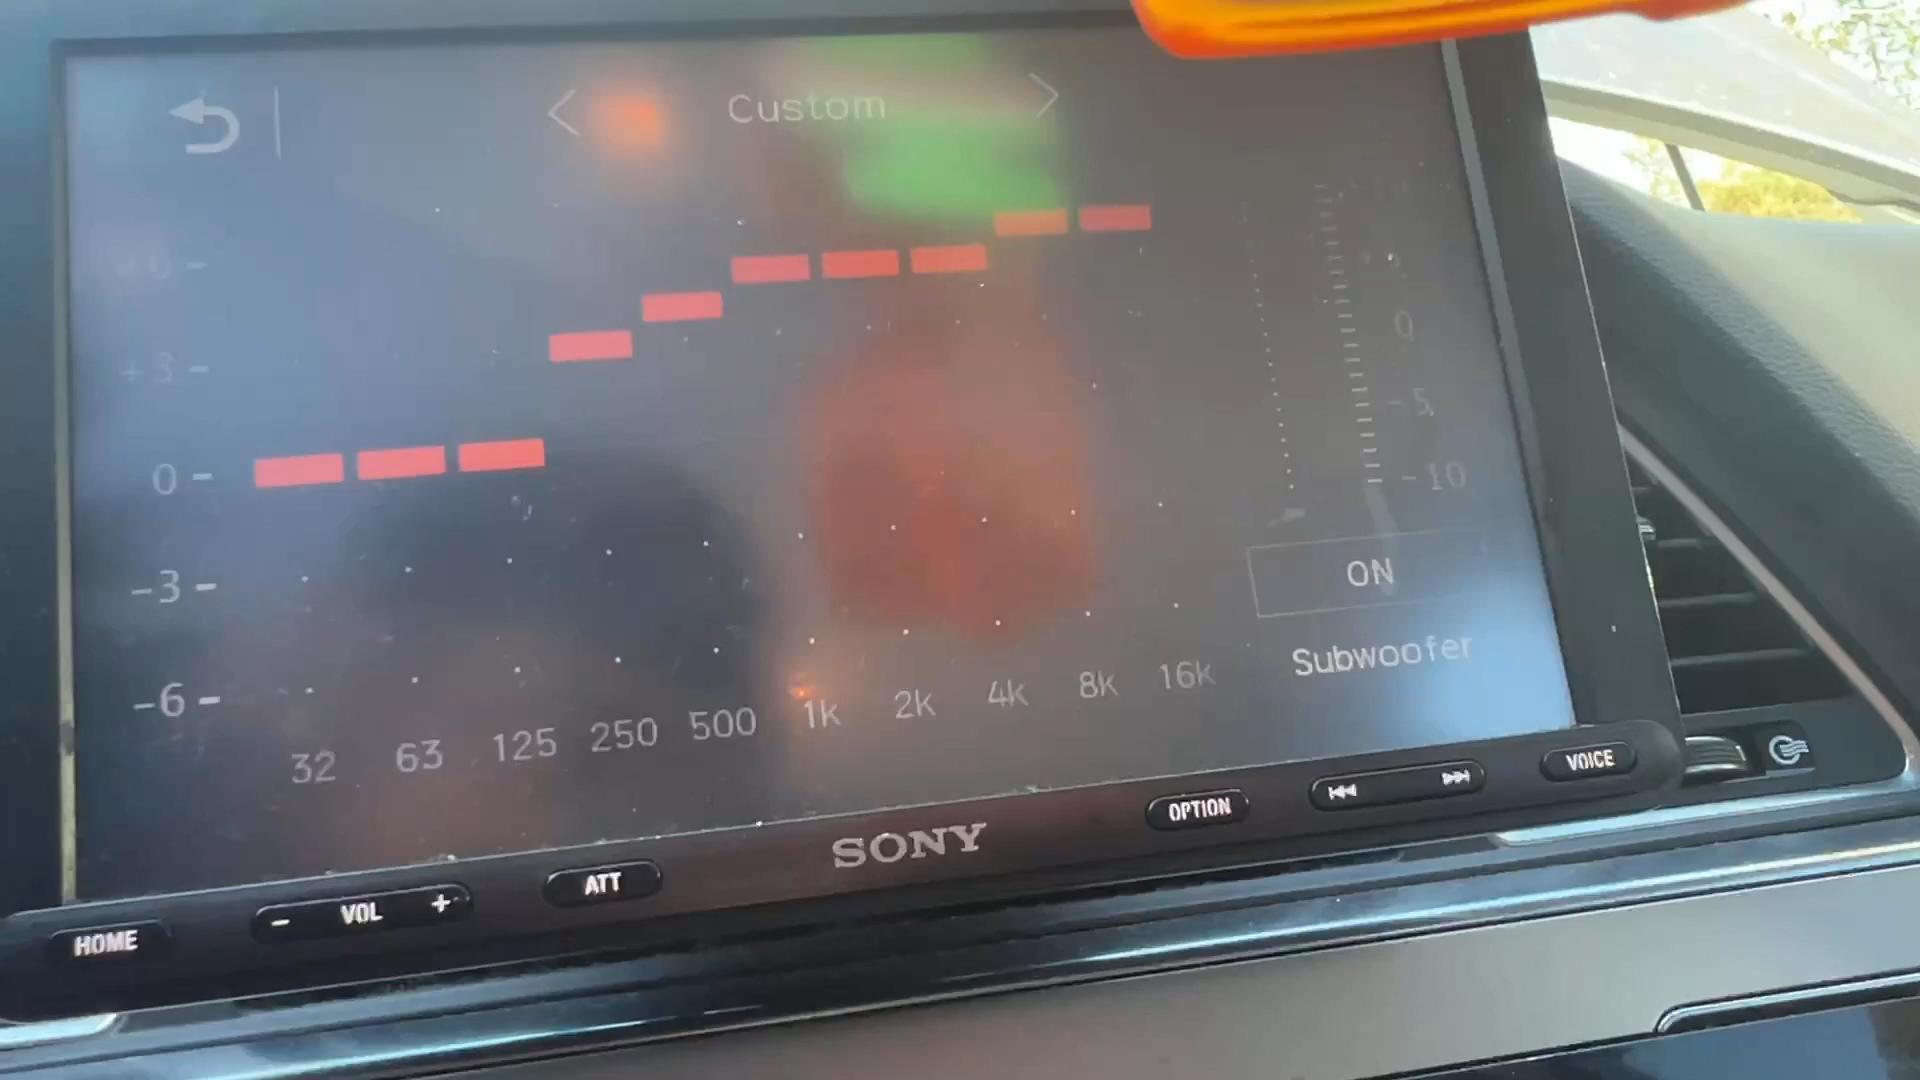 Custom
+3
0
-3
-6
32 63 125 250 500 1k 2k 4k 8k 16k
0
-5
-10
ON
Subwoofer
HOME
- VOL +
ATT
SONY
OPTION
VOICE